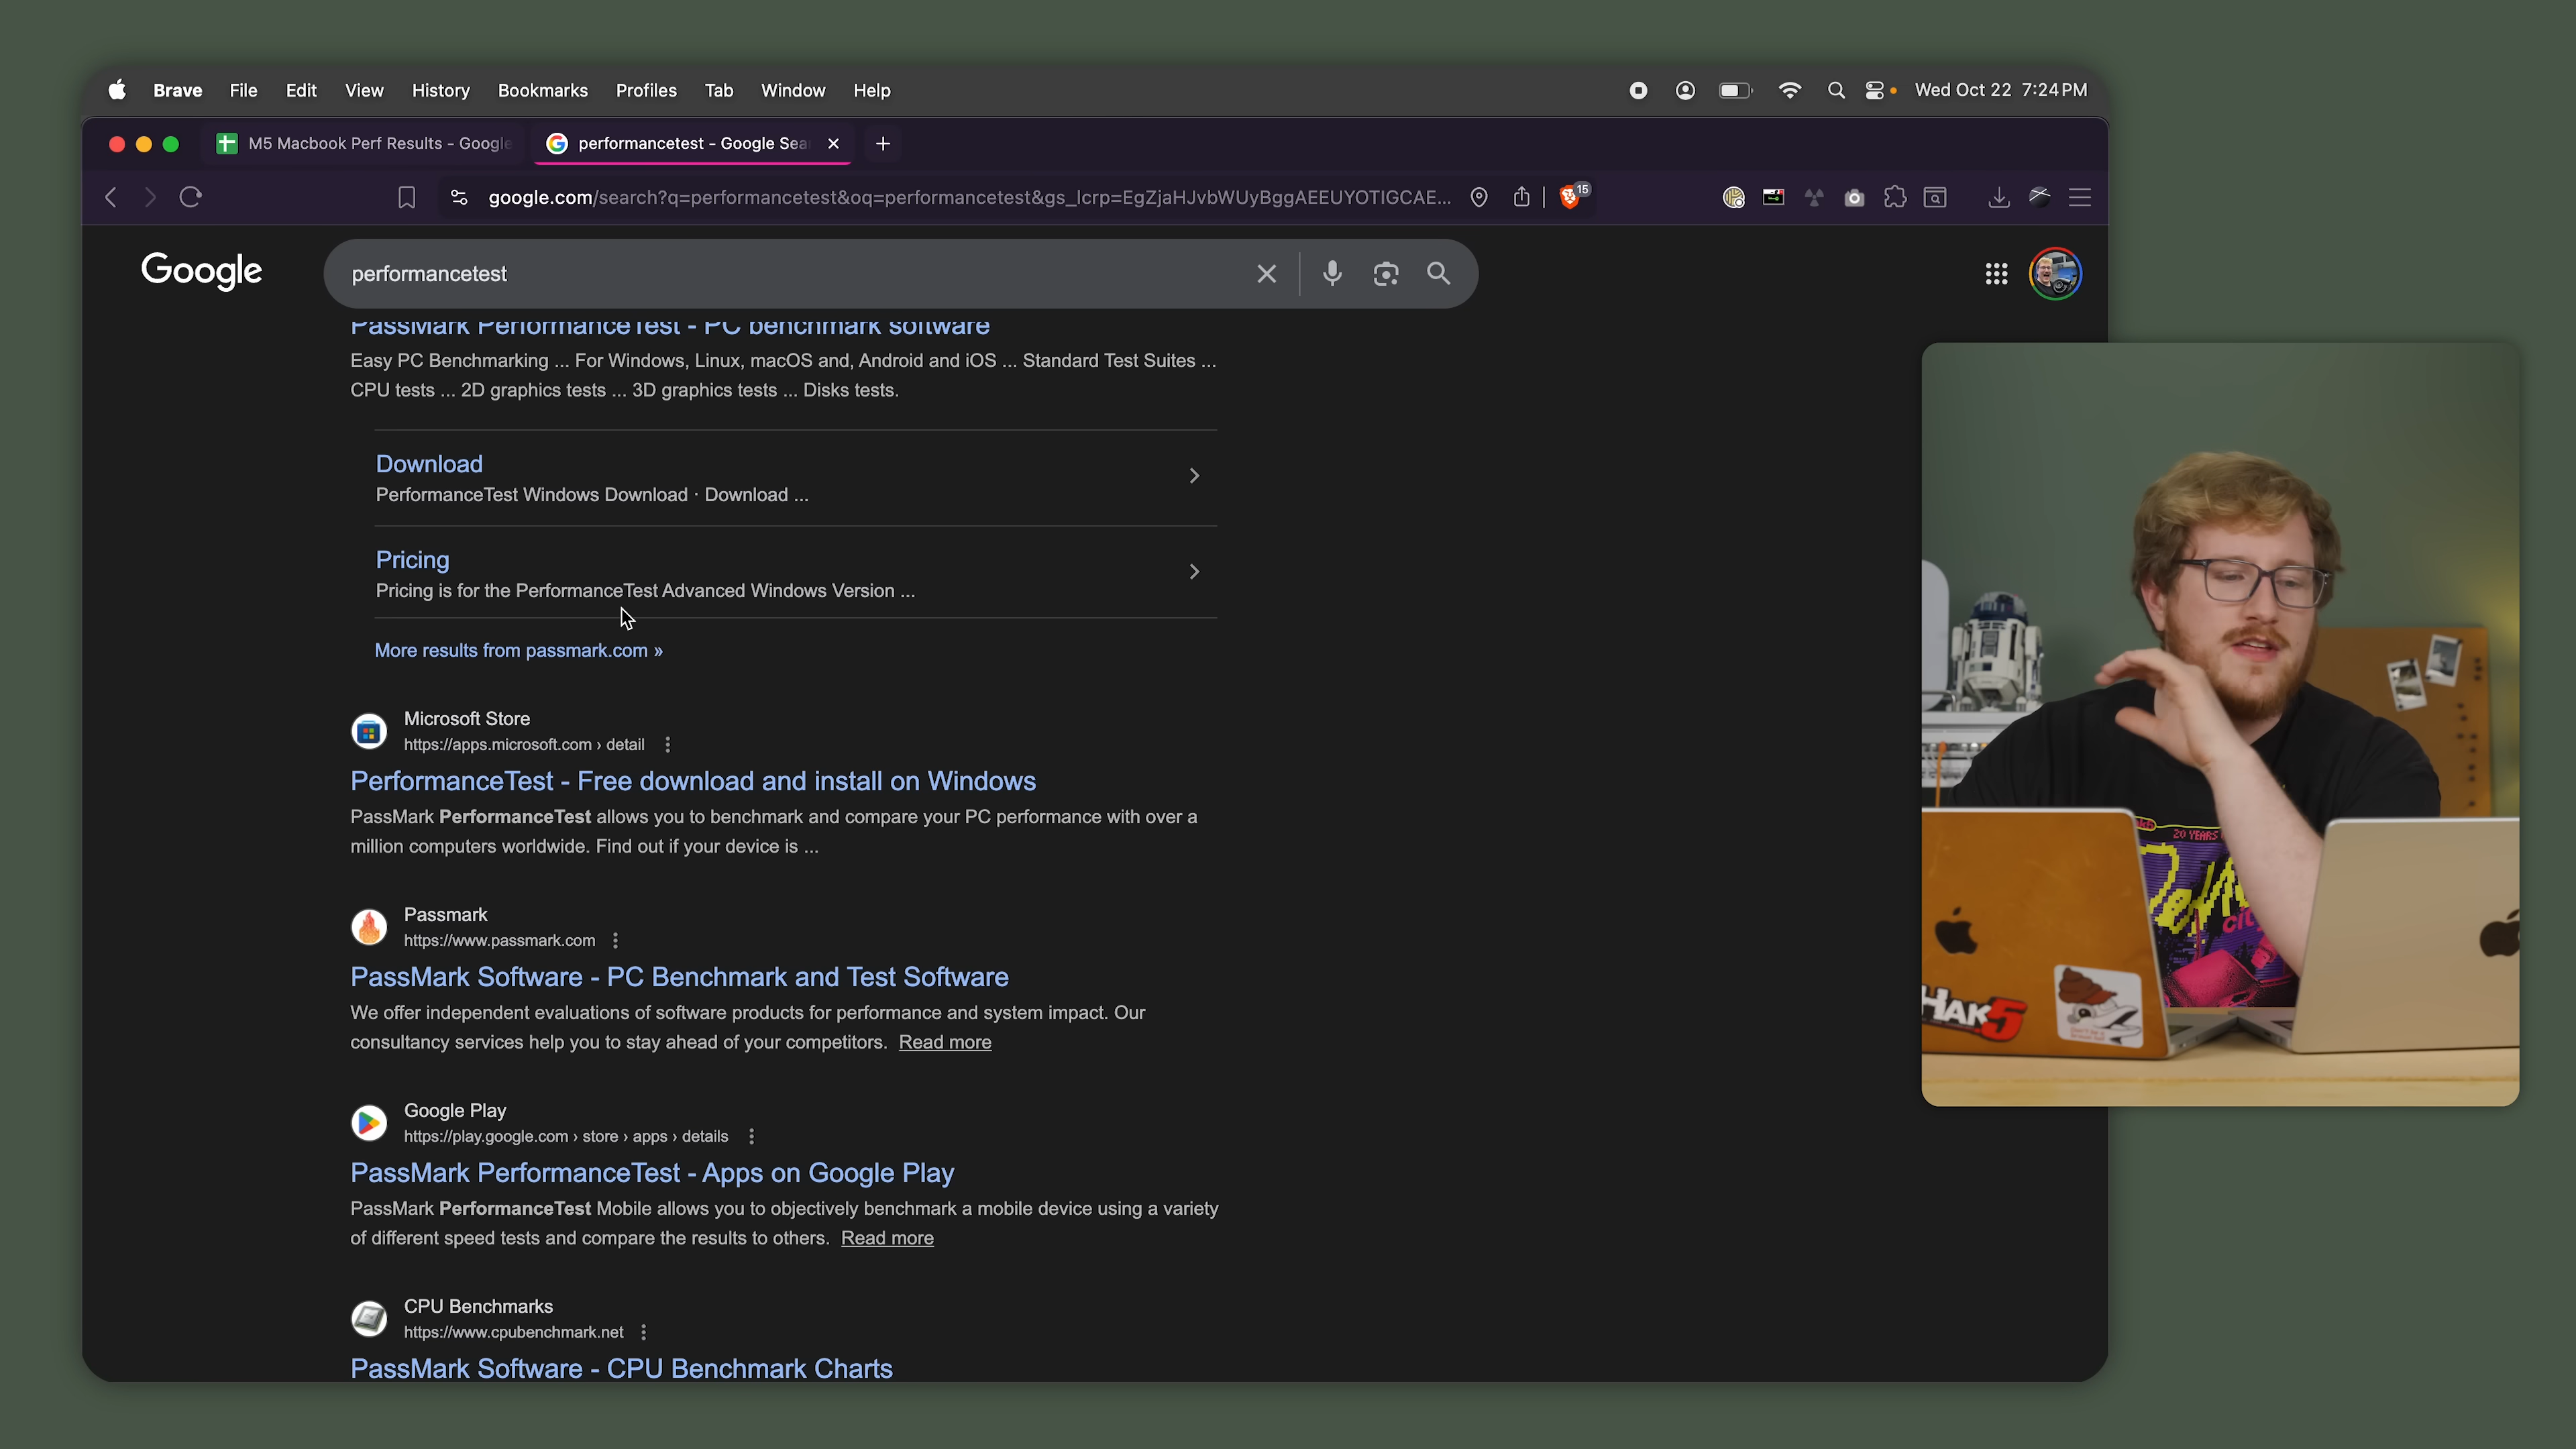 Brave File Edit View History Bookmarks Profiles Tab Window Help
Wed Oct 22 7:24 PM
M5 Macbook Perf Results - Google
performancetest - Google Sea
google.com/search?q=performancetest&oq=performancetest&gs_lcrp=EgZjaHJvbWUyBggAEEUYOTIGCAE...
15
Google
performancetest
PassMark PerformanceTest - PC benchmark software
Easy PC Benchmarking ... For Windows, Linux, macOS and, Android and iOS ... Standard Test Suites ...
CPU tests ... 2D graphics tests ... 3D graphics tests ... Disks tests.
Download
PerformanceTest Windows Download · Download ...
Pricing
Pricing is for the PerformanceTest Advanced Windows Version ...
More results from passmark.com »
Microsoft Store
https://apps.microsoft.com › detail
PerformanceTest - Free download and install on Windows
PassMark PerformanceTest allows you to benchmark and compare your PC performance with over a
million computers worldwide. Find out if your device is ...
Passmark
https://www.passmark.com
PassMark Software - PC Benchmark and Test Software
We offer independent evaluations of software products for performance and system impact. Our
consultancy services help you to stay ahead of your competitors. Read more
Google Play
https://play.google.com › store › apps › details
PassMark PerformanceTest - Apps on Google Play
PassMark PerformanceTest Mobile allows you to objectively benchmark a mobile device using a variety
of different speed tests and compare the results to others. Read more
CPU Benchmarks
https://www.cpubenchmark.net
PassMark Software - CPU Benchmark Charts
20 YEARS
HAK5